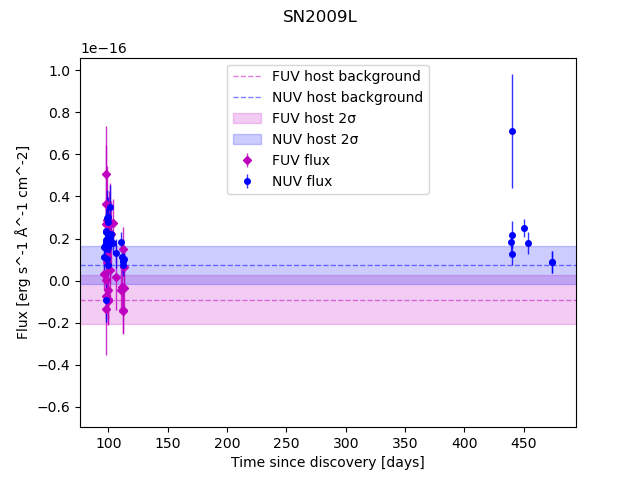 SN2009L
1e−16
FUV host background
NUV host background
FUV host 2σ
NUV host 2σ
FUV flux
NUV flux
1.0
0.8
0.6
0.4
0.2
0.0
−0.2
−0.4
−0.6
Flux [erg s^-1 Å^-1 cm^-2]
100
150
200
250
300
350
400
450
Time since discovery [days]